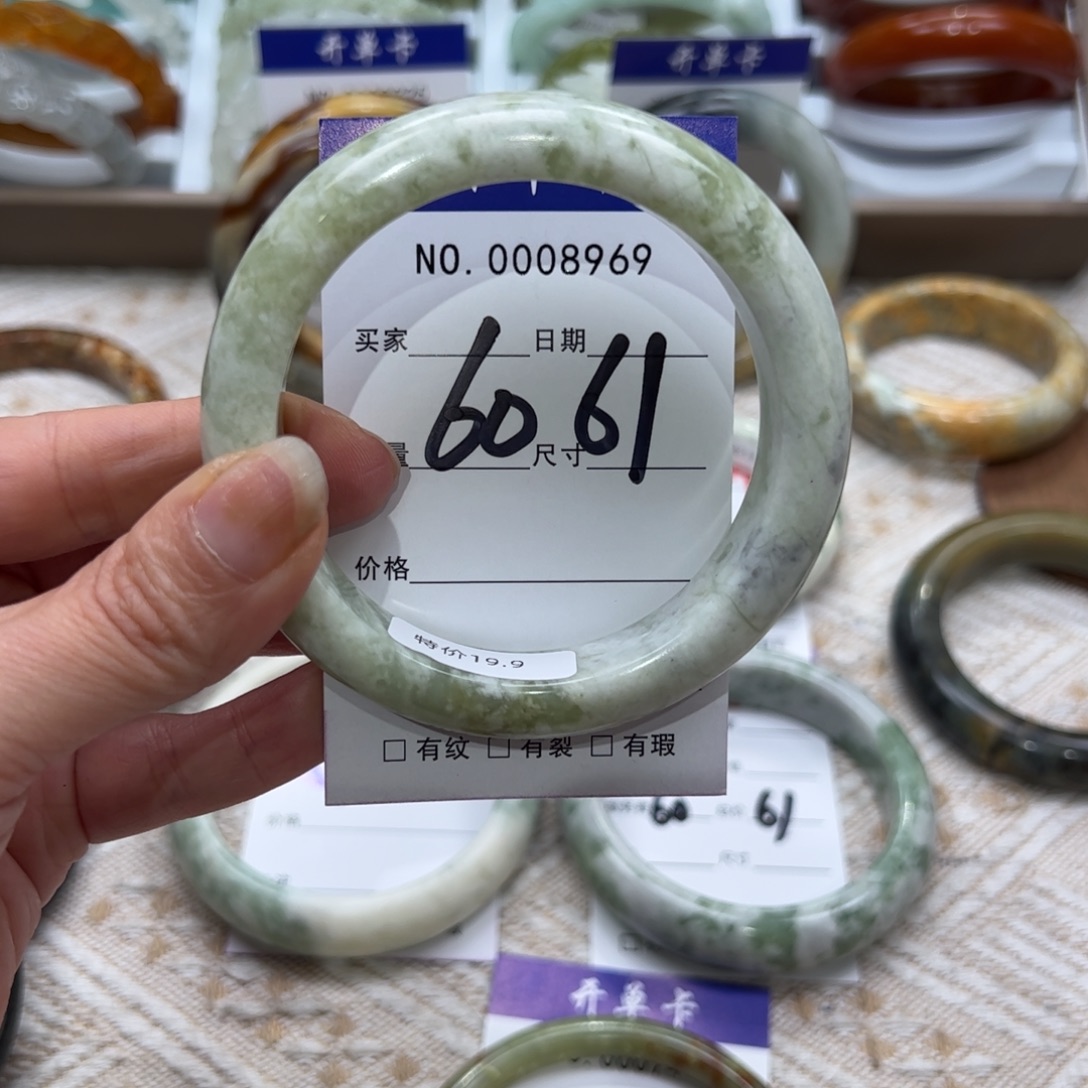 开单卡
开单卡
NO.0008969
买家 日期
60 61
量 尺寸
价格
特价19.9
□有纹 □有裂 □有瑕
60 61
开单卡